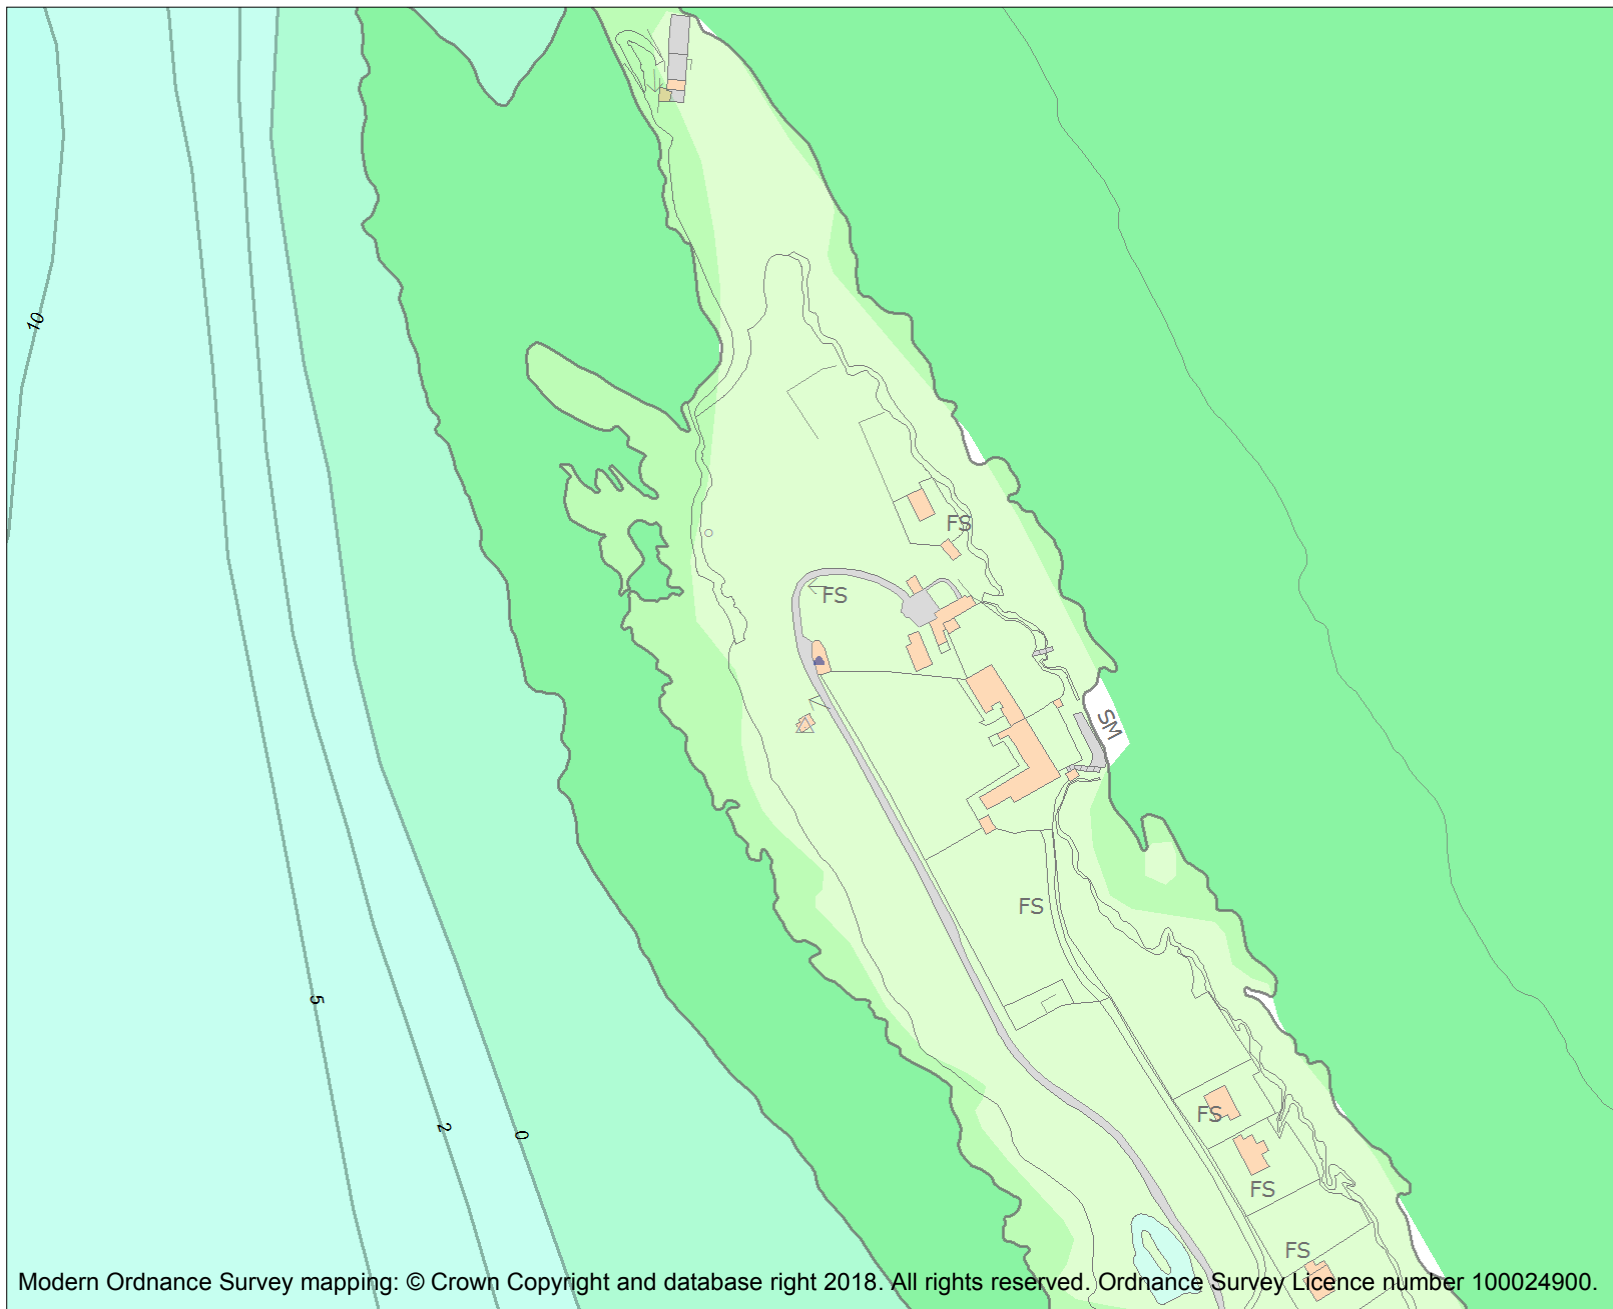 10
FS
FS
SM
FS
5
2
0
FS
FS
FS
Modern Ordnance Survey mapping: © Crown Copyright and database right 2018. All rights reserved. Ordnance Survey Licence number 100024900.